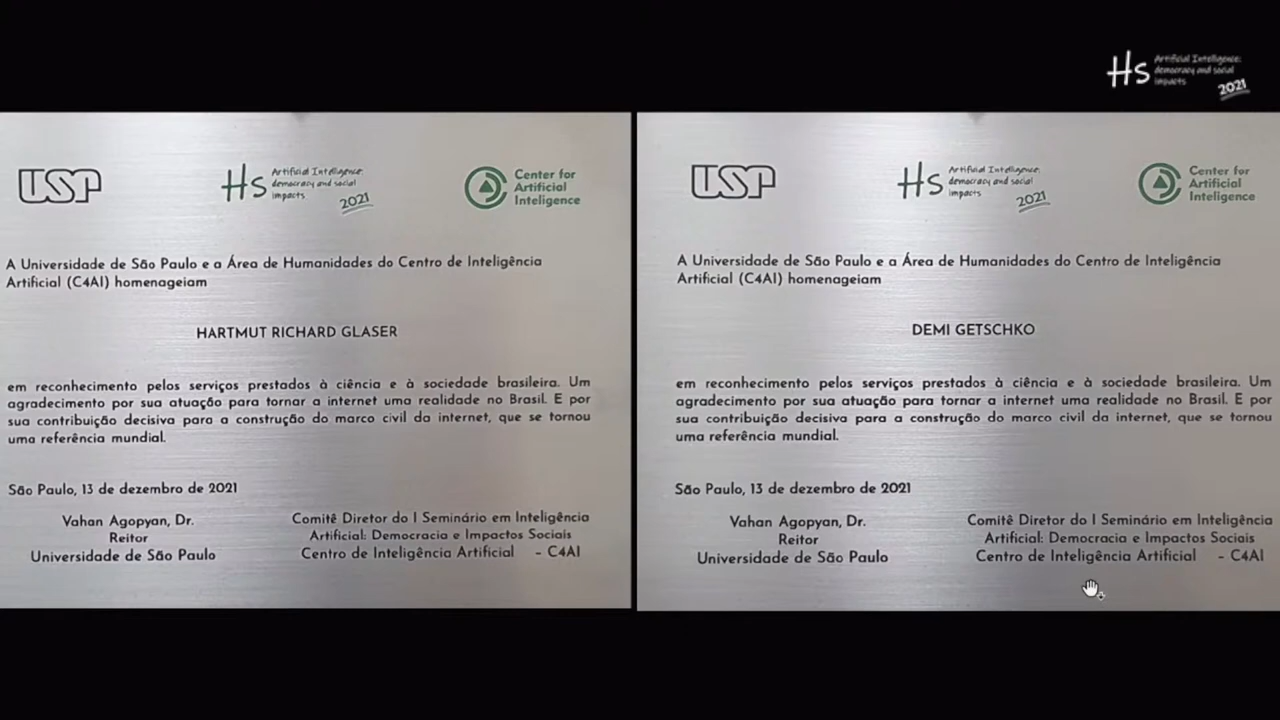 Hs Artificial Intelligence:
democracy and social
impacts
2021
USP
Hs Artificial Intelligence:
democracy and social
impacts
2021
Center for
Artificial
Inteligence
A Universidade de São Paulo e a Área de Humanidades do Centro de Inteligência
Artificial (C4AI) homenageiam
HARTMUT RICHARD GLASER
em reconhecimento pelos serviços prestados à ciência e à sociedade brasileira. Um
agradecimento por sua atuação para tornar a internet uma realidade no Brasil. E por
sua contribuição decisiva para a construção do marco civil da internet, que se tornou
uma referência mundial.
São Paulo, 13 de dezembro de 2021
Vahan Agopyan, Dr.
Reitor
Universidade de São Paulo
Comitê Diretor do I Seminário em Inteligência
Artificial: Democracia e Impactos Sociais
Centro de Inteligência Artificial – C4AI
USP
Hs Artificial Intelligence:
democracy and social
impacts
2021
Center for
Artificial
Inteligence
A Universidade de São Paulo e a Área de Humanidades do Centro de Inteligência
Artificial (C4AI) homenageiam
DEMI GETSCHKO
em reconhecimento pelos serviços prestados à ciência e à sociedade brasileira. Um
agradecimento por sua atuação para tornar a internet uma realidade no Brasil. E por
sua contribuição decisiva para a construção do marco civil da internet, que se tornou
uma referência mundial.
São Paulo, 13 de dezembro de 2021
Vahan Agopyan, Dr.
Reitor
Universidade de São Paulo
Comitê Diretor do I Seminário em Inteligência
Artificial: Democracia e Impactos Sociais
Centro de Inteligência Artificial – C4AI